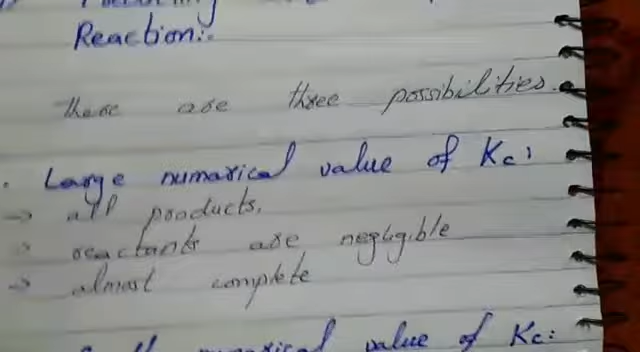 Reaction:
there are three possibilities.
Large numarical value of Kc:
→ all products.
→ reactants are negligible
→ almost complete
numarical value of Kc: